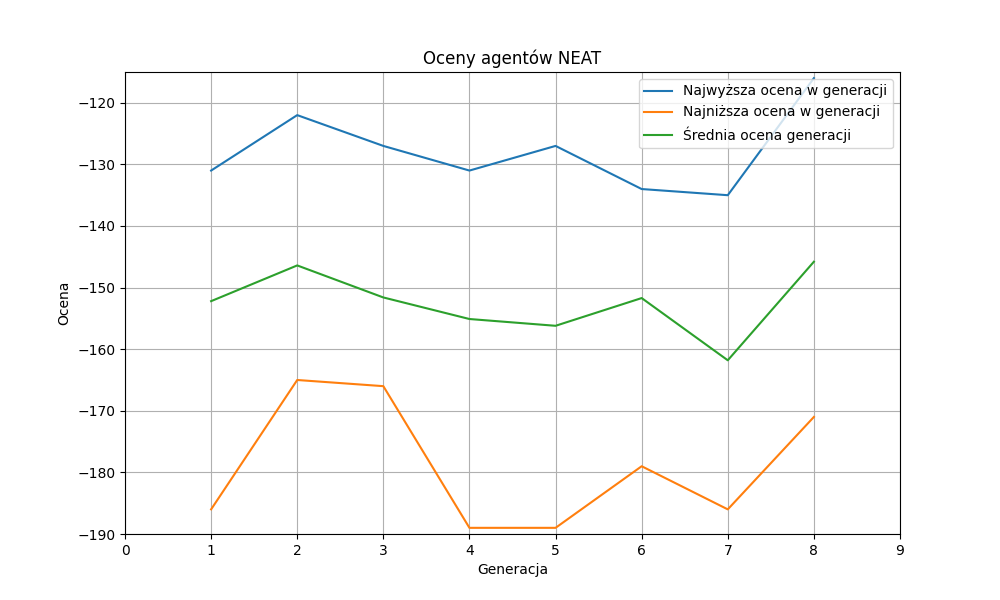 Oceny agentów NEAT
Najwyższa ocena w generacji
Najniższa ocena w generacji
Średnia ocena generacji
−120
−130
−140
−150
−160
−170
−180
−190
Ocena
0 1 2 3 4 5 6 7 8 9
Generacja